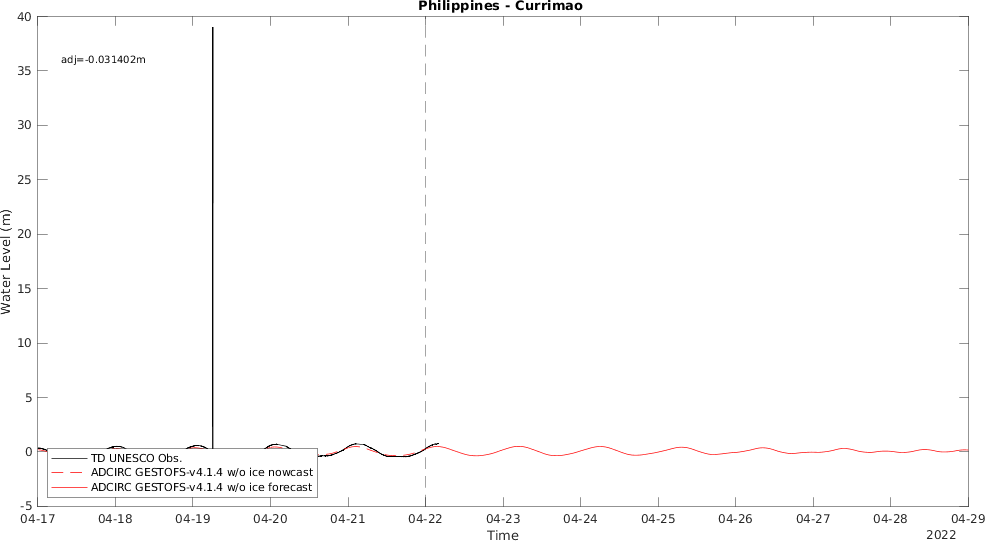 Philippines - Currimao
40
adj=-0.031402m
35
30
25
20
15
10
5
0
-5
Water Level (m)
TD UNESCO Obs.
ADCIRC GESTOFS-v4.1.4 w/o ice nowcast
ADCIRC GESTOFS-v4.1.4 w/o ice forecast
04-17 04-18 04-19 04-20 04-21 04-22 04-23 04-24 04-25 04-26 04-27 04-28 04-29
Time
2022